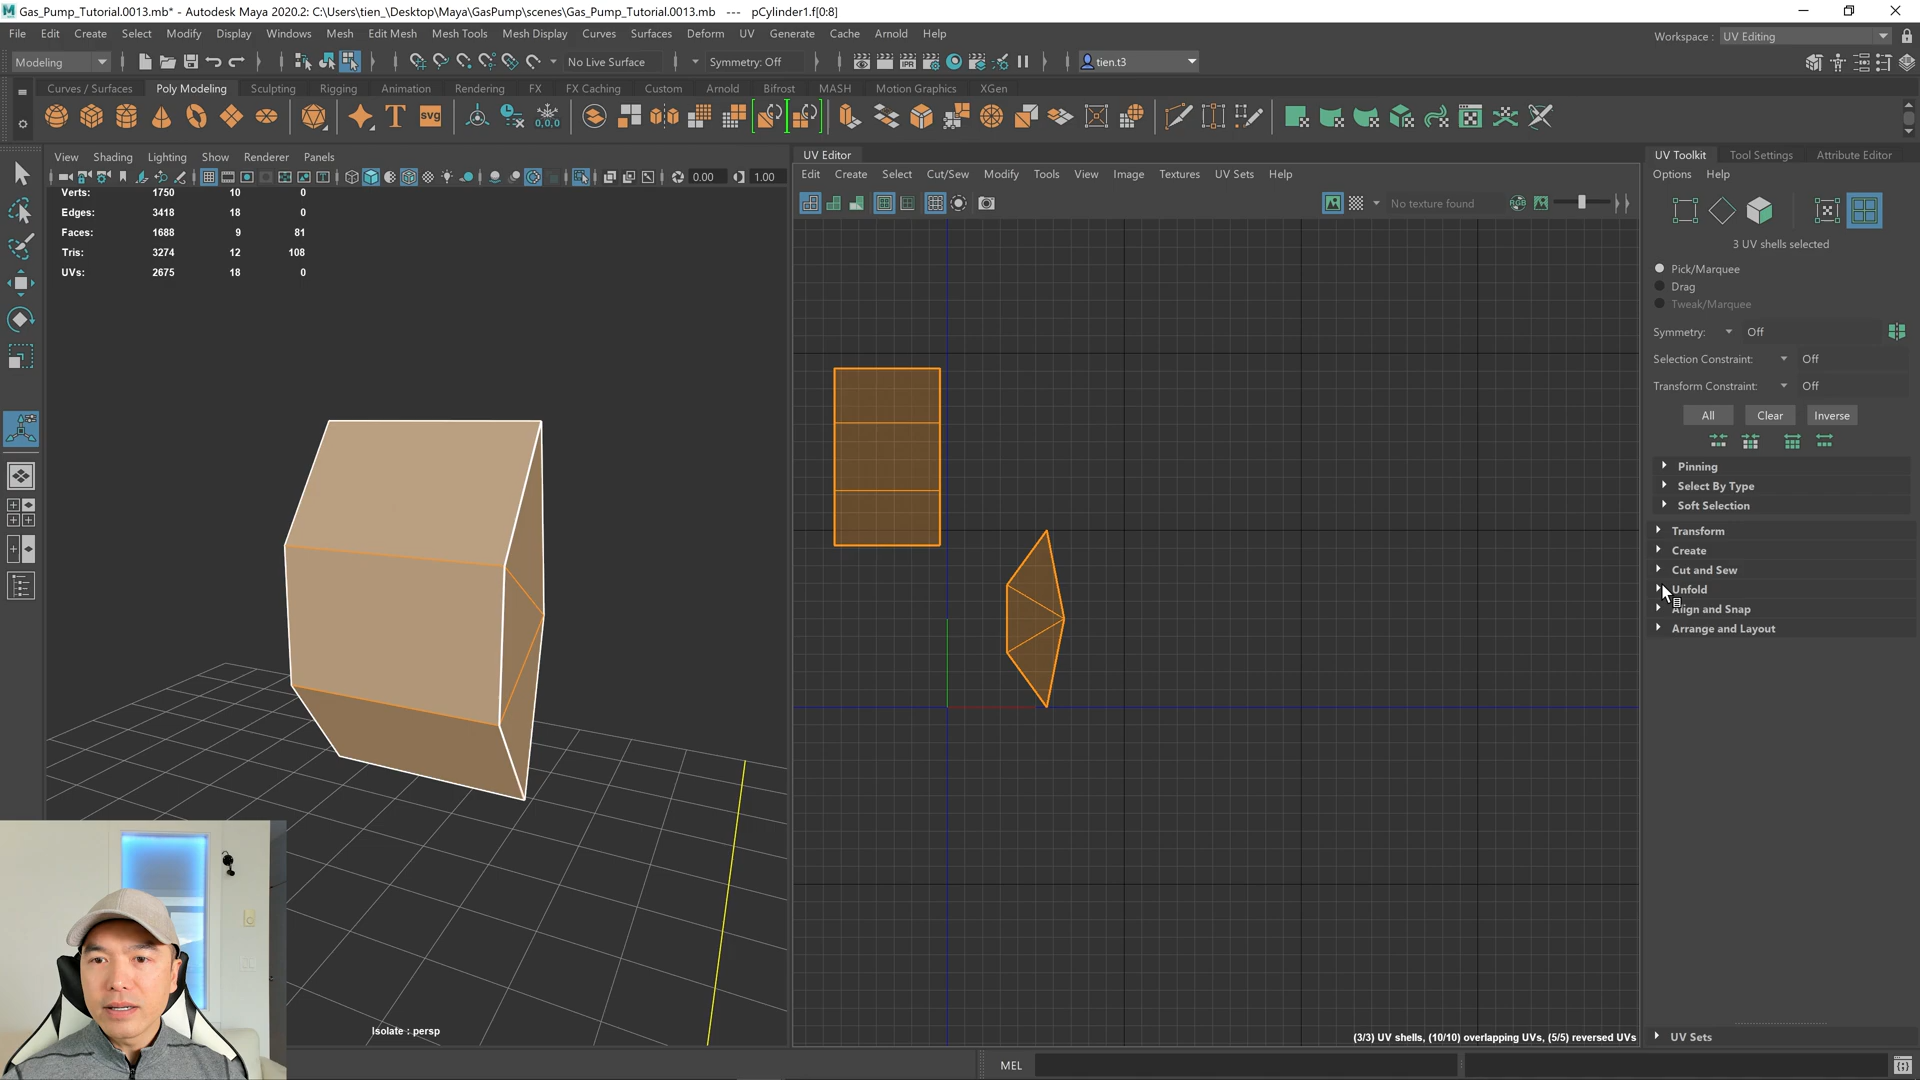 Gas_Pump_Tutorial.0013.mb* - Autodesk Maya 2020.2: C:\Users\tien_\Desktop\Maya\GasPump\scenes\Gas_Pump_Tutorial.0013.mb --- pCylinder1.f[0:8]
File Edit Create Select Modify Display Windows Mesh Edit Mesh Mesh Tools Mesh Display Curves Surfaces Deform UV Generate Cache Arnold Help
Workspace : UV Editing
Modeling No Live Surface Symmetry: Off tien.t3
Curves / Surfaces Poly Modeling Sculpting Rigging Animation Rendering FX FX Caching Custom Arnold Bifrost MASH Motion Graphics XGen
T svg 0,0,0
View Shading Lighting Show Renderer Panels
0.00 1.00
Verts: 1750 10 0
Edges: 3418 18 0
Faces: 1688 9 81
Tris: 3274 12 108
UVs: 2675 18 0
Isolate : persp
UV Editor
Edit Create Select Cut/Sew Modify Tools View Image Textures UV Sets Help
No texture found
(3/3) UV shells, (10/10) overlapping UVs, (5/5) reversed UVs
UV Toolkit Tool Settings Attribute Editor
Options Help
3 UV shells selected
Pick/Marquee
Drag
Tweak/Marquee
Symmetry: Off
Selection Constraint: Off
Transform Constraint: Off
All Clear Inverse
Pinning
Select By Type
Soft Selection
Transform
Create
Cut and Sew
Unfold
Align and Snap
Arrange and Layout
UV Sets
MEL